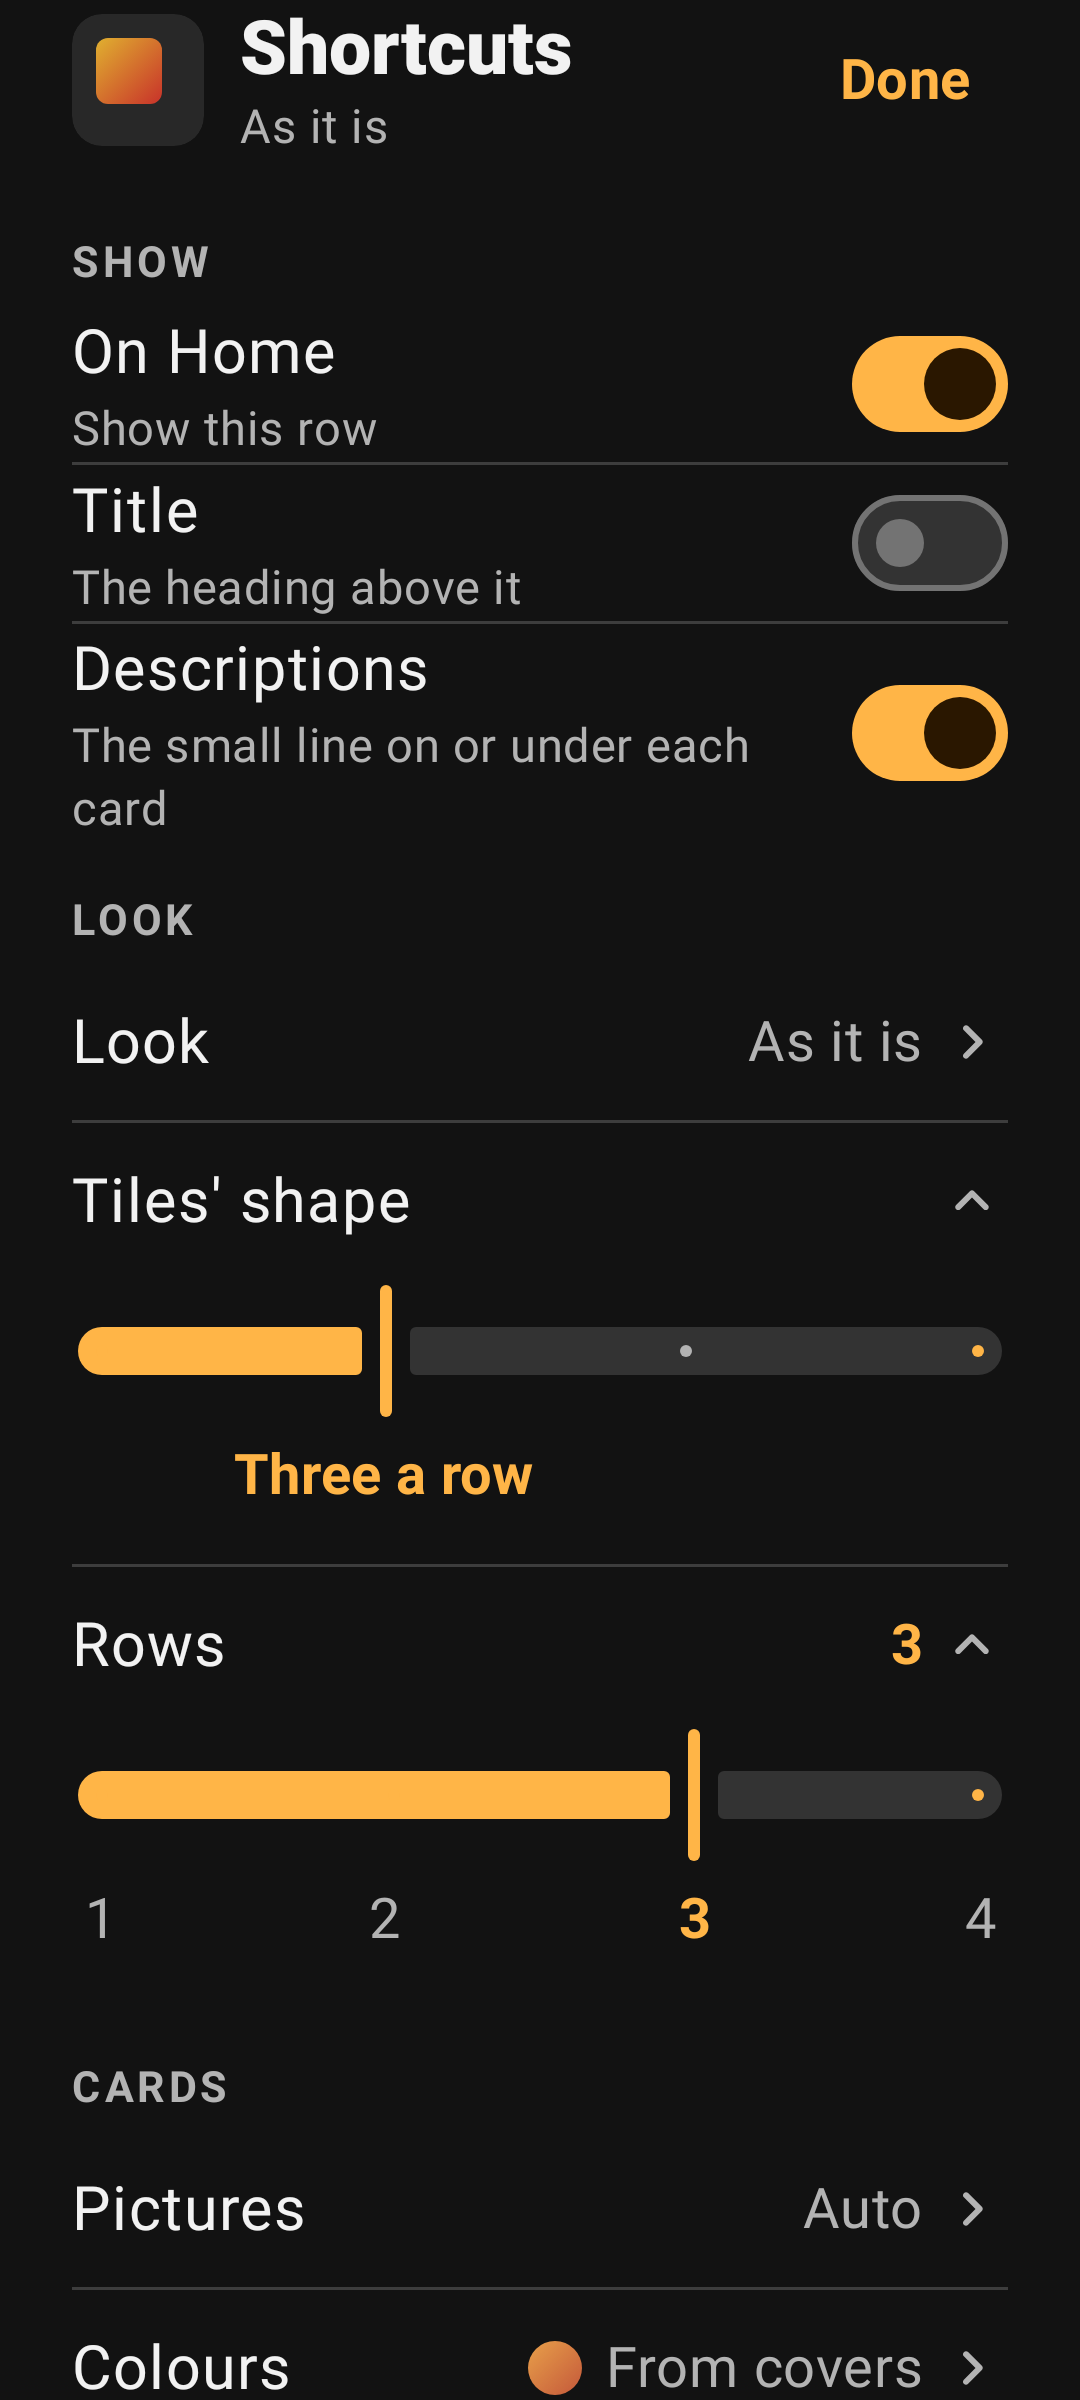 Shortcuts
As it is
Done
SHOW
On Home
Show this row
Title
The heading above it
Descriptions
The small line on or under each
card
LOOK
Look
As it is
Tiles' shape
Three a row
Rows
3
1 2 3 4
CARDS
Pictures
Auto
Colours
From covers